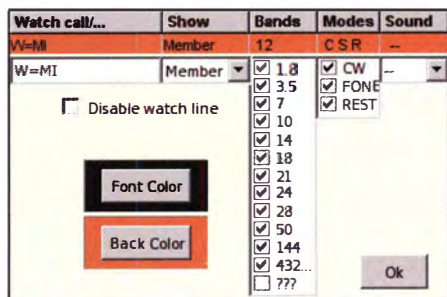 Watch call/... Show Bands Modes Sound
W=MI Member 12 C S R --
W=MI Member 1.8 CW --
3.5 FONE
Disable watch line 7 REST
10
14
18
Font Color 21
24
28
Back Color 50
144
432... Ok
???